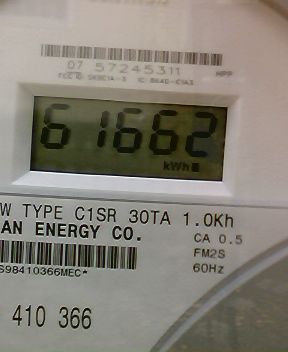 07 57245311 HPP
61662
kWh
W TYPE C1SR 30TA 1.0Kh
AN ENERGY CO. CA 0.5
FM2S
S98410366MEC* 60Hz
410 366